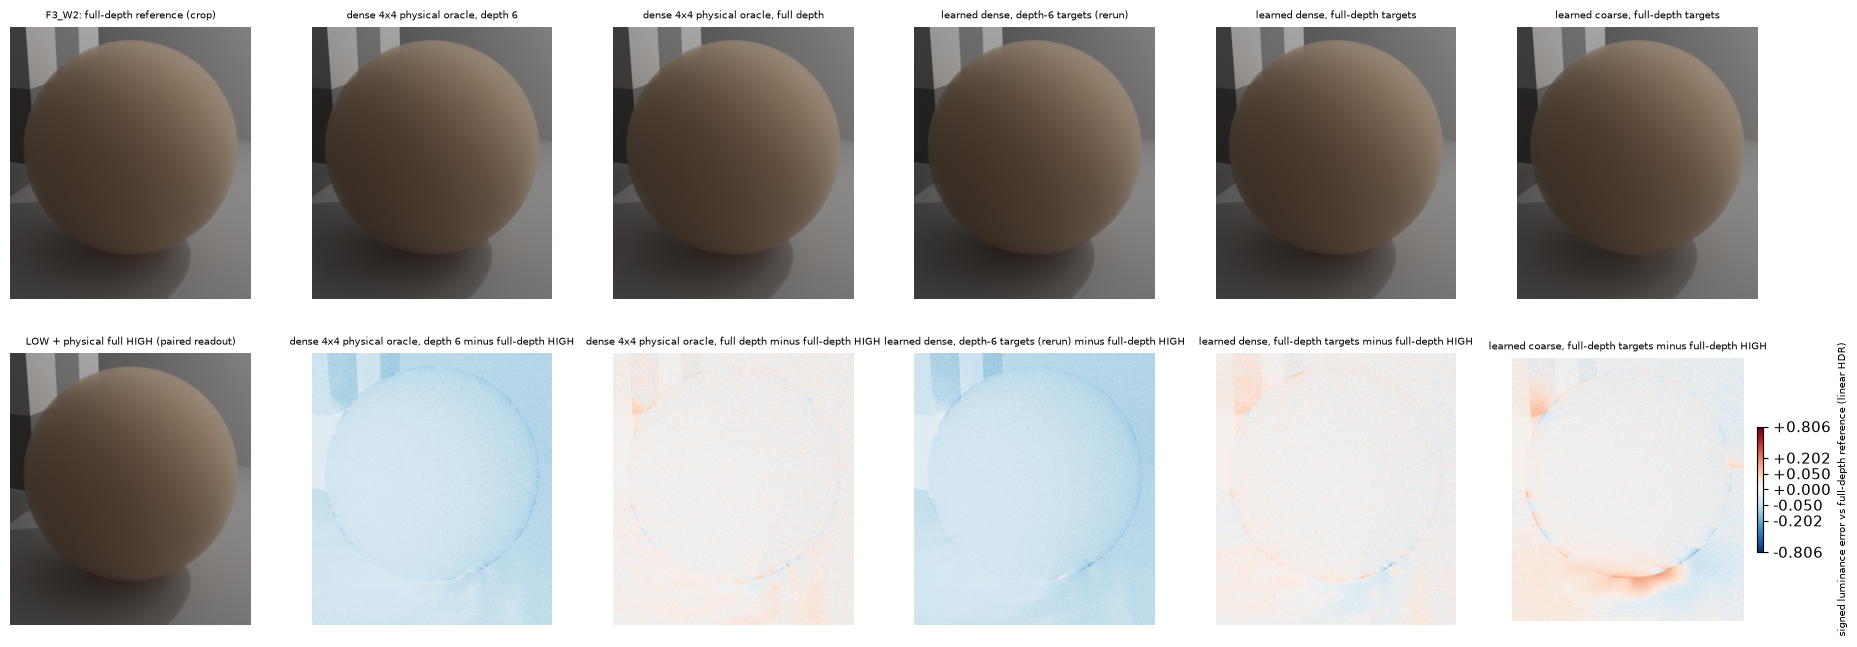 F3_W2: full-depth reference (crop)
dense 4x4 physical oracle, depth 6
dense 4x4 physical oracle, full depth
learned dense, depth-6 targets (rerun)
learned dense, full-depth targets
learned coarse, full-depth targets
LOW + physical full HIGH (paired readout)
dense 4x4 physical oracle, depth 6 minus full-depth HIGH
dense 4x4 physical oracle, full depth minus full-depth HIGH
learned dense, depth-6 targets (rerun) minus full-depth HIGH
learned dense, full-depth targets minus full-depth HIGH
learned coarse, full-depth targets minus full-depth HIGH
+0.806
+0.202
+0.050
+0.000
-0.050
-0.202
-0.806
signed luminance error vs full-depth reference (linear HDR)